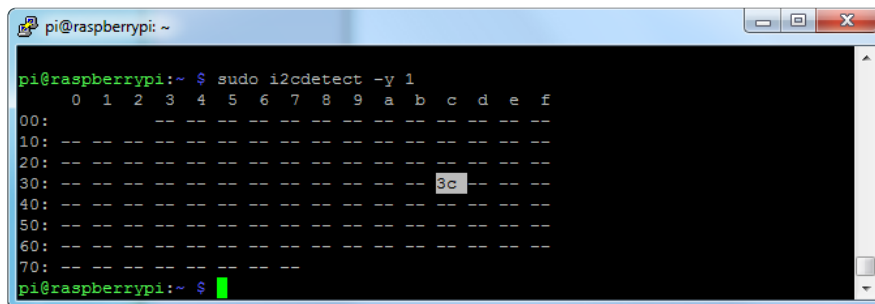 pi@raspberrypi: ~
pi@raspberrypi:~ $ sudo i2cdetect -y 1
     0  1  2  3  4  5  6  7  8  9  a  b  c  d  e  f
00:          -- -- -- -- -- -- -- -- -- -- -- -- --
10: -- -- -- -- -- -- -- -- -- -- -- -- -- -- -- --
20: -- -- -- -- -- -- -- -- -- -- -- -- -- -- -- --
30: -- -- -- -- -- -- -- -- -- -- -- -- 3c -- -- --
40: -- -- -- -- -- -- -- -- -- -- -- -- -- -- -- --
50: -- -- -- -- -- -- -- -- -- -- -- -- -- -- -- --
60: -- -- -- -- -- -- -- -- -- -- -- -- -- -- -- --
70: -- -- -- -- -- -- -- --
pi@raspberrypi:~ $